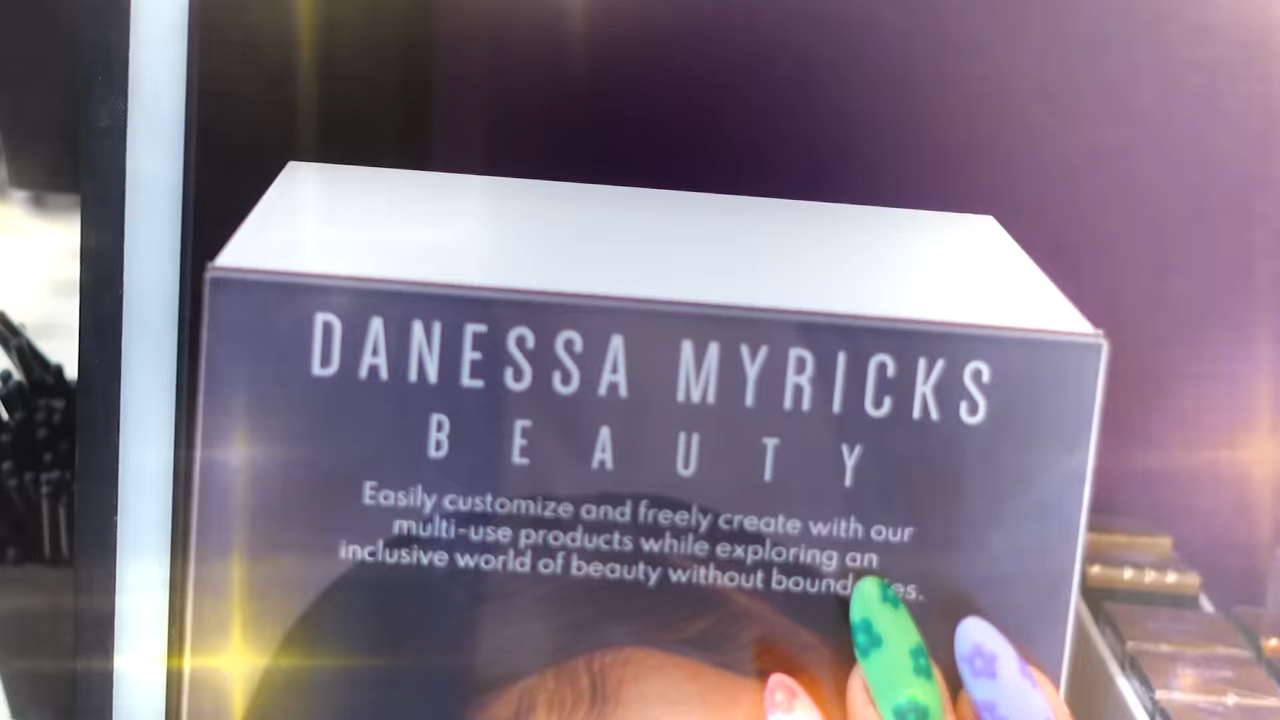 DANESSA MYRICKS
BEAUTY
Easily customize and freely create with our
multi-use products while exploring an
inclusive world of beauty without